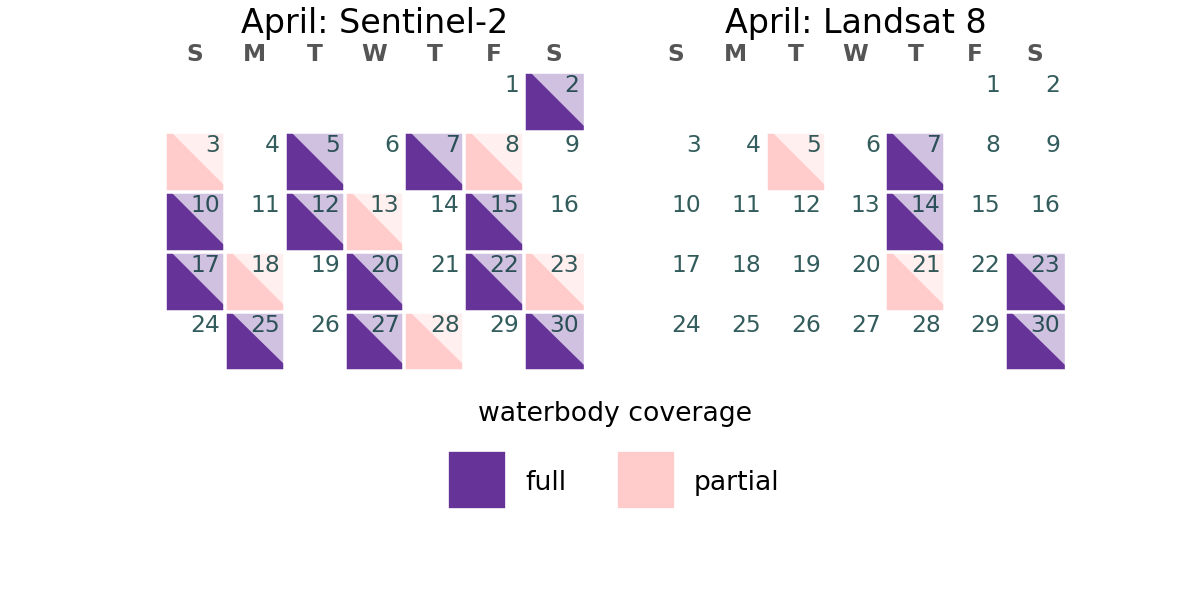 April: Sentinel-2
S M T W T F S
1 2
3 4 5 6 7 8 9
10 11 12 13 14 15 16
17 18 19 20 21 22 23
24 25 26 27 28 29 30
April: Landsat 8
S M T W T F S
1 2
3 4 5 6 7 8 9
10 11 12 13 14 15 16
17 18 19 20 21 22 23
24 25 26 27 28 29 30
waterbody coverage
full
partial